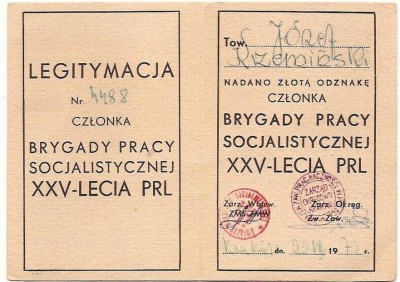 LEGITYMACJA
Nr. 4488
CZŁONKA
BRYGADY PRACY
SOCJALISTYCZNEJ
XXV-LECIA PRL
Tow. Józef
NADANO ZŁOTĄ ODZNAKĘ
CZŁONKA
BRYGADY PRACY
SOCJALISTYCZNEJ
XXV-LECIA PRL
Zarz. Wojew.
ZMS-ZMW
Zarz. Okręg.
Zw. Zaw.
dn. 19 r.